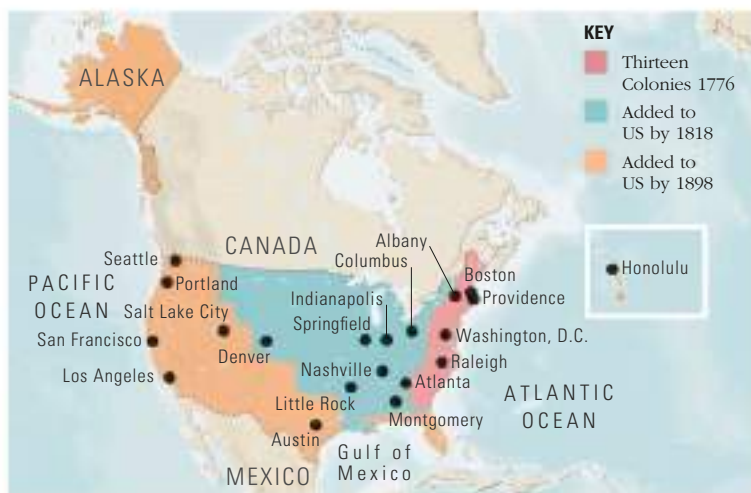 KEY
Thirteen
Colonies 1776
Added to
US by 1818
Added to
US by 1898
ALASKA
CANADA
Albany
Columbus
Seattle
Boston
Honolulu
PACIFIC
OCEAN
Portland
Indianapolis
Providence
Salt Lake City
Springfield
San Francisco
Denver
Washington, D.C.
Nashville
Raleigh
Los Angeles
Atlanta
ATLANTIC
OCEAN
Little Rock
Montgomery
Austin
Gulf of
Mexico
MEXICO